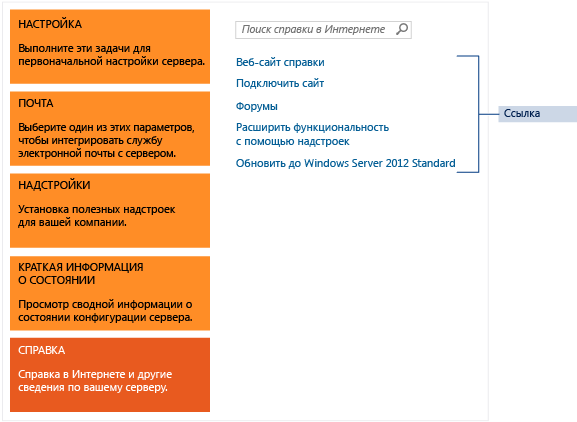 НАСТРОЙКА
Выполните эти задачи для
первоначальной настройки сервера.
ПОЧТА
Выберите один из этих параметров,
чтобы интегрировать службу
электронной почты с сервером.
НАДСТРОЙКИ
Установка полезных надстроек
для вашей компании.
КРАТКАЯ ИНФОРМАЦИЯ
О СОСТОЯНИИ
Просмотр сводной информации о
состоянии конфигурации сервера.
СПРАВКА
Справка в Интернете и другие
сведения по вашему серверу.
Поиск справки в Интернете
Веб-сайт справки
Подключить сайт
Форумы
Расширить функциональность
с помощью надстроек
Обновить до Windows Server 2012 Standard
Ссылка